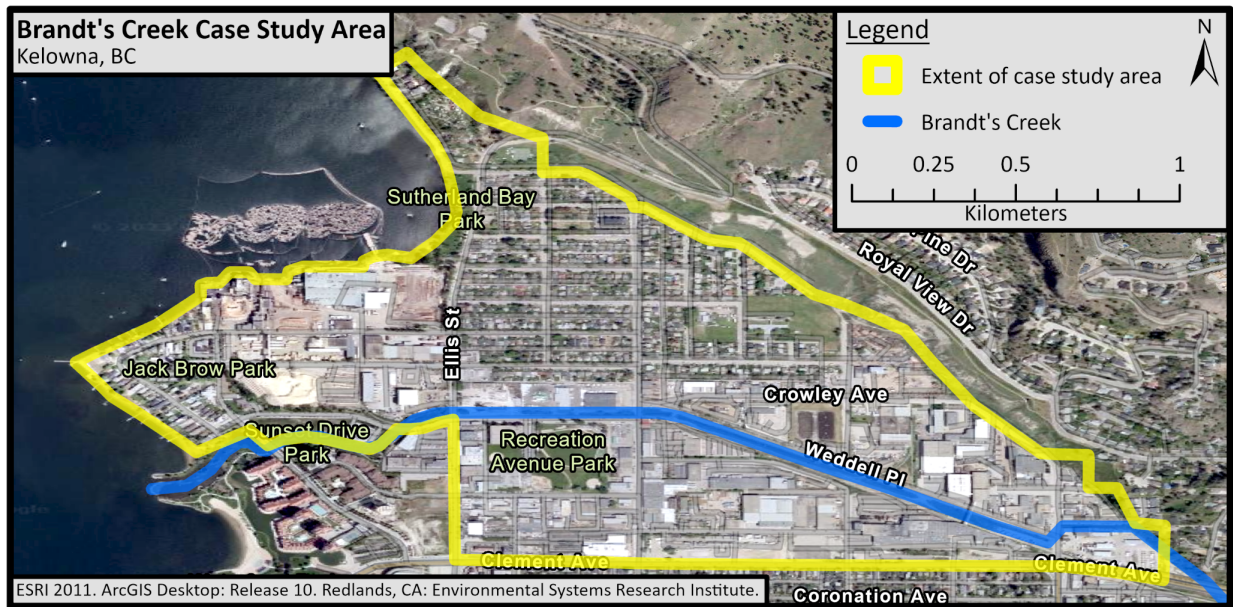 Brandt's Creek Case Study Area
Kelowna, BC
Legend
N
Extent of case study area
Brandt's Creek
0 0.25 0.5 1
Kilometers
Sutherland Bay
Park
Pine Dr
Royal View Dr
Ellis St
Jack Brow Park
Crowley Ave
Sunset Drive
Park
Recreation
Avenue Park
Weddell Pl
Clement Ave
Clement Ave
Coronation Ave
ESRI 2011. ArcGIS Desktop: Release 10. Redlands, CA: Environmental Systems Research Institute.